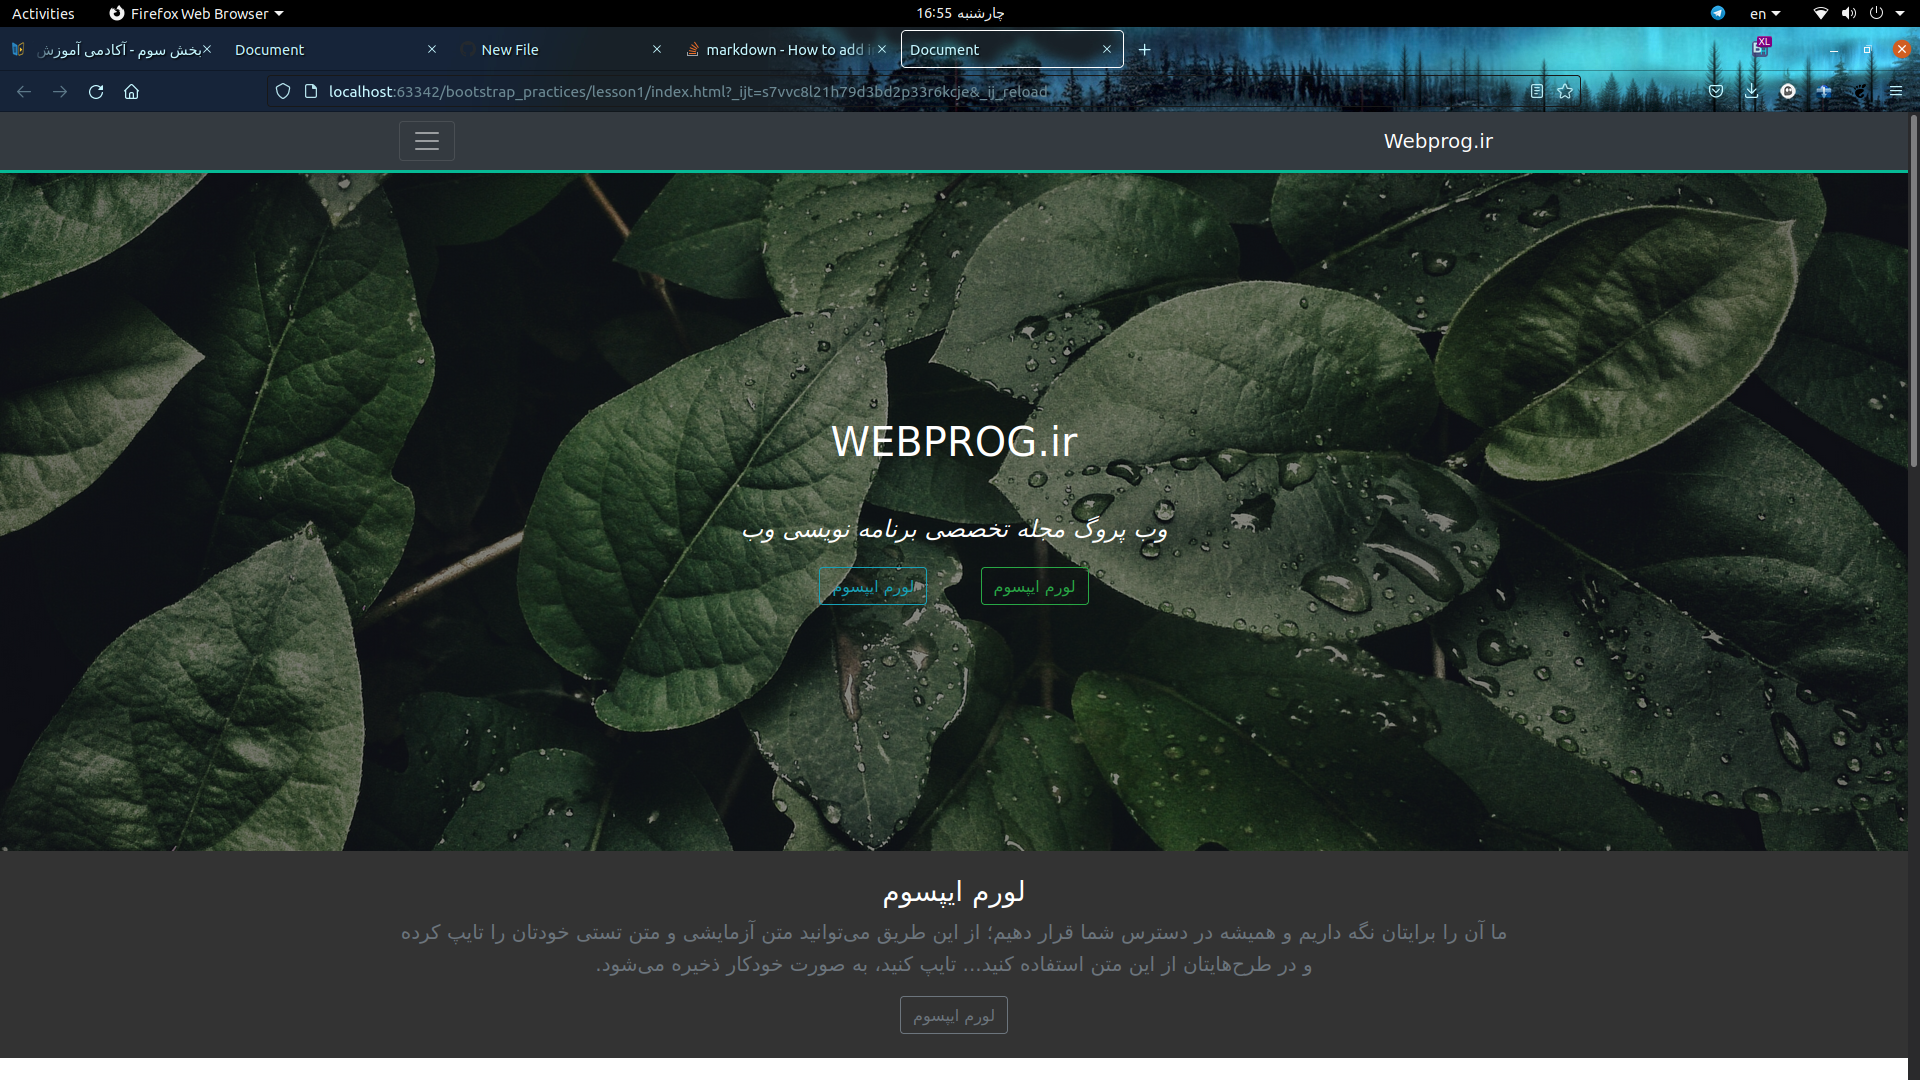 Activities
Firefox Web Browser
چارشنبه 16:55
en
بخش سوم - آکادمی آموزش
Document
New File
markdown - How to add i
Document
XL
localhost:63342/bootstrap_practices/lesson1/index.html?_ijt=s7vvc8l21h79d3bd2p33r6kcje&_ij_reload
Webprog.ir
WEBPROG.ir
وب پروگ مجله تخصصی برنامه نویسی وب
لورم ایپسوم
لورم ایپسوم
لورم ایپسوم
ما آن را برایتان نگه داریم و همیشه در دسترس شما قرار دهیم؛ از این طریق می‌توانید متن آزمایشی و متن تستی خودتان را تایپ کرده
و در طرح‌هایتان از این متن استفاده کنید... تایپ کنید، به صورت خودکار ذخیره می‌شود.
لورم ایپسوم